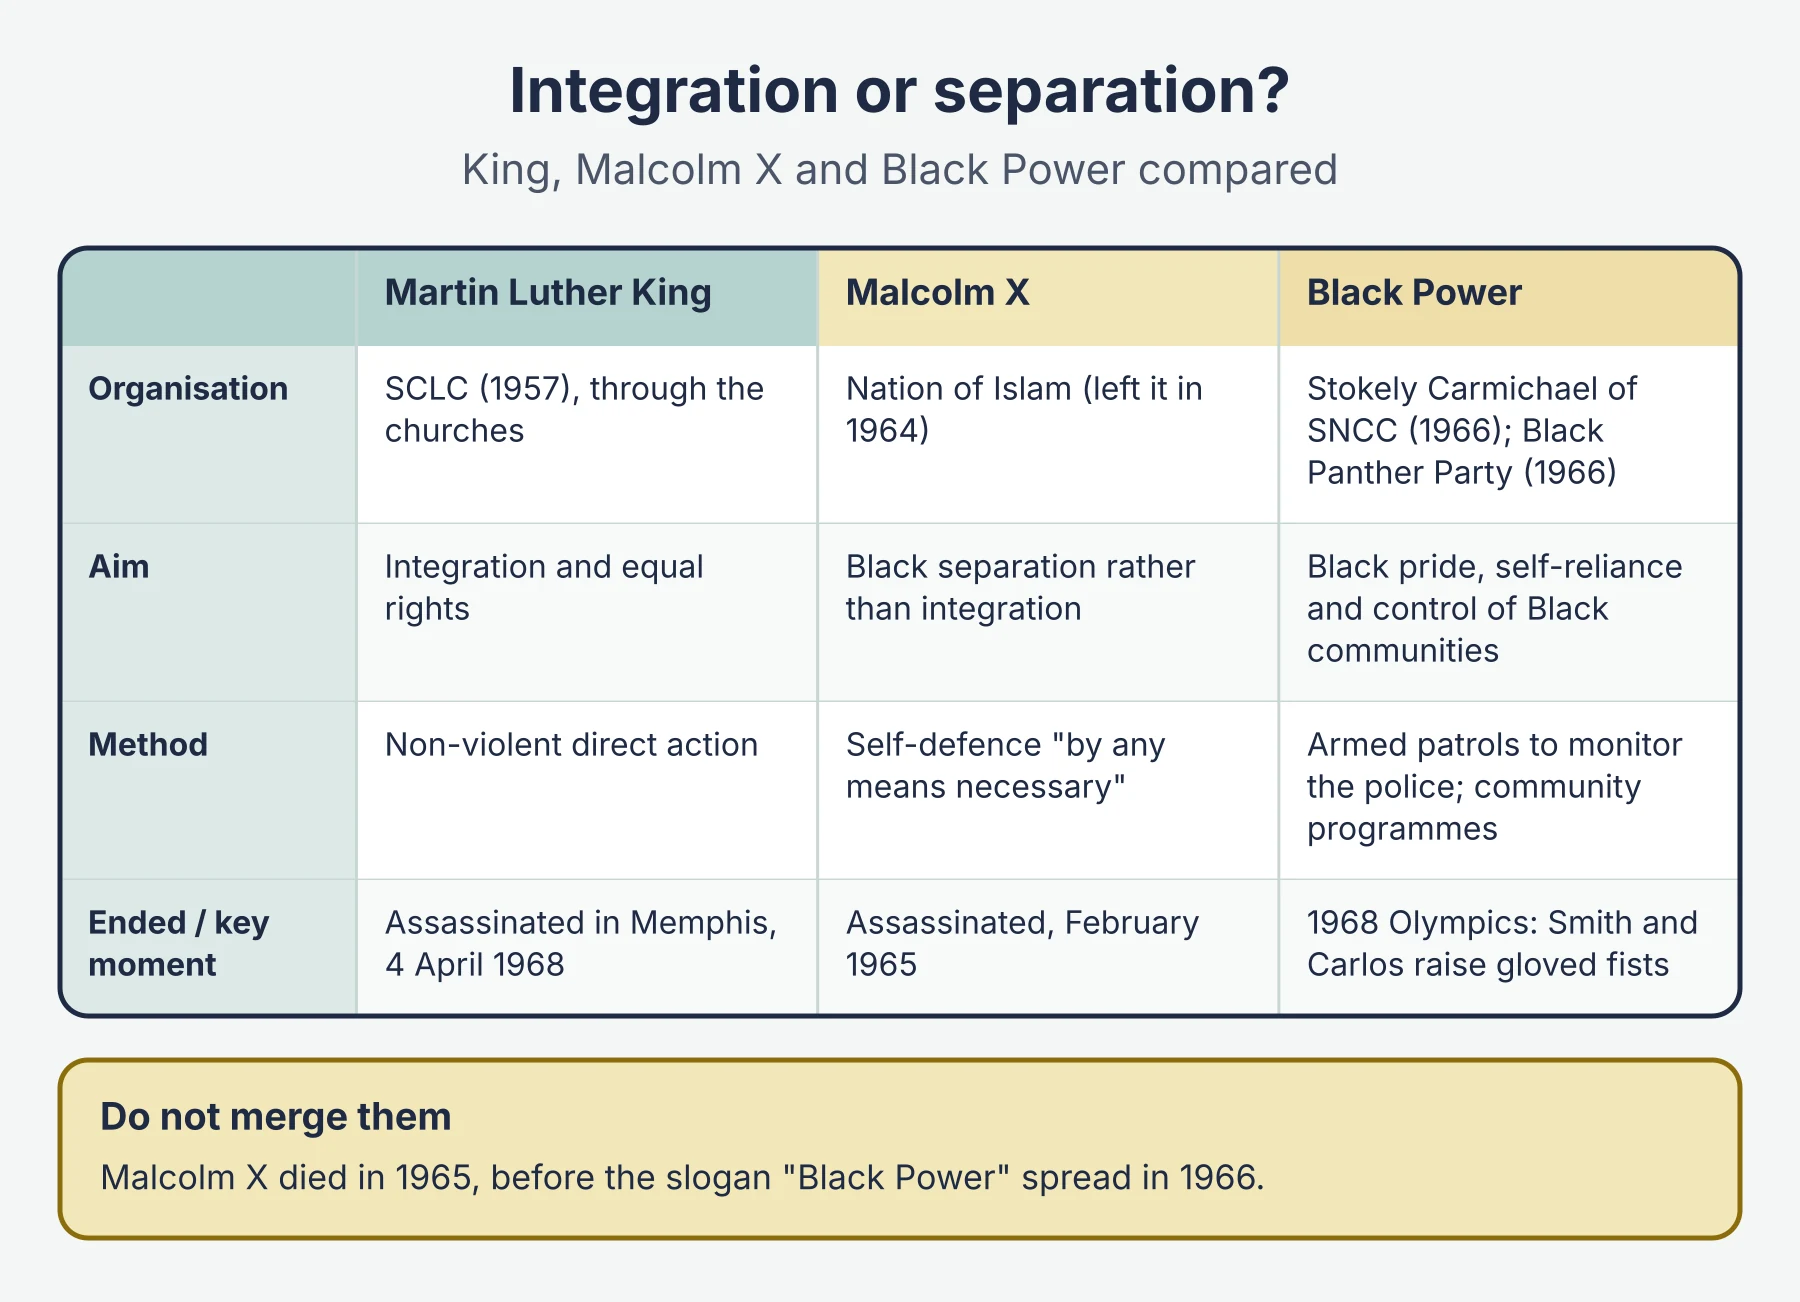 Integration or separation?
King, Malcolm X and Black Power compared
Martin Luther King
Malcolm X
Black Power
Organisation
SCLC (1957), through the
churches
Nation of Islam (left it in
1964)
Stokely Carmichael of
SNCC (1966); Black
Panther Party (1966)
Aim
Integration and equal
rights
Black separation rather
than integration
Black pride, self-reliance
and control of Black
communities
Method
Non-violent direct action
Self-defence "by any
means necessary"
Armed patrols to monitor
the police; community
programmes
Ended / key
moment
Assassinated in Memphis,
4 April 1968
Assassinated, February
1965
1968 Olympics: Smith and
Carlos raise gloved fists
Do not merge them
Malcolm X died in 1965, before the slogan "Black Power" spread in 1966.